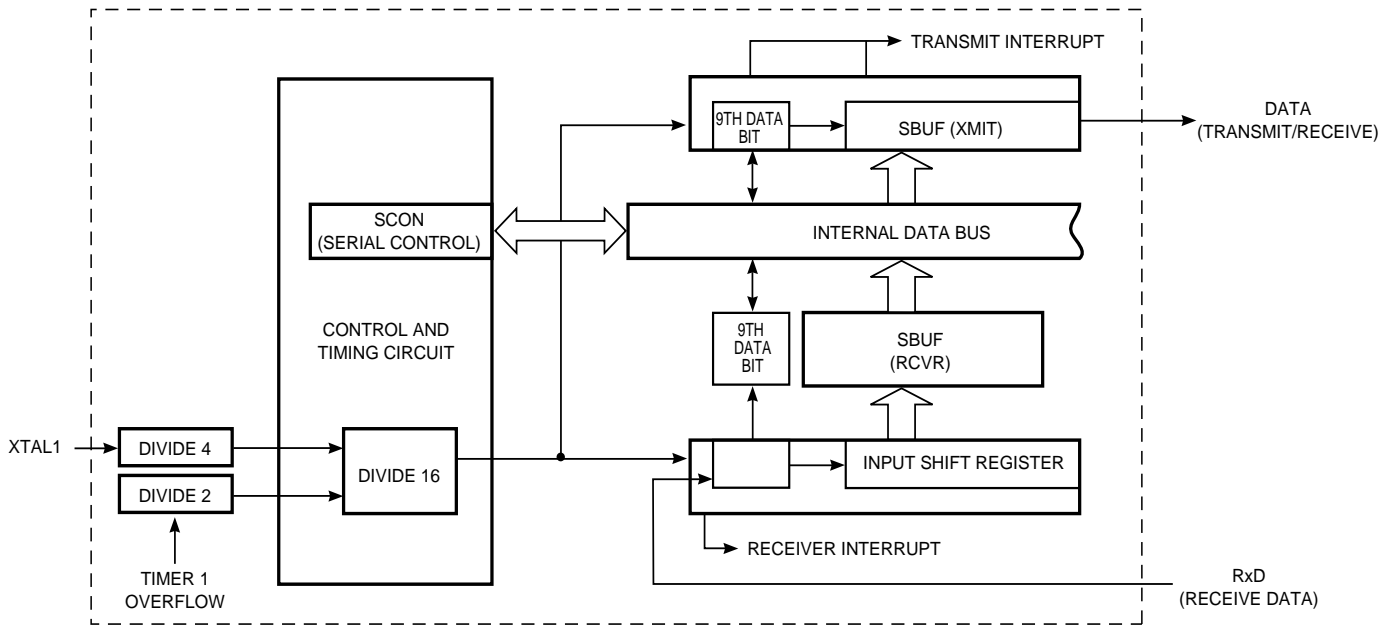 TRANSMIT INTERRUPT
9TH DATA
BIT
SBUF (XMIT)
DATA
(TRANSMIT/RECEIVE)
SCON
(SERIAL CONTROL)
INTERNAL DATA BUS
CONTROL AND
TIMING CIRCUIT
9TH
DATA
BIT
SBUF
(RCVR)
XTAL1
DIVIDE 4
DIVIDE 2
DIVIDE 16
INPUT SHIFT REGISTER
RECEIVER INTERRUPT
TIMER 1
OVERFLOW
RxD
(RECEIVE DATA)